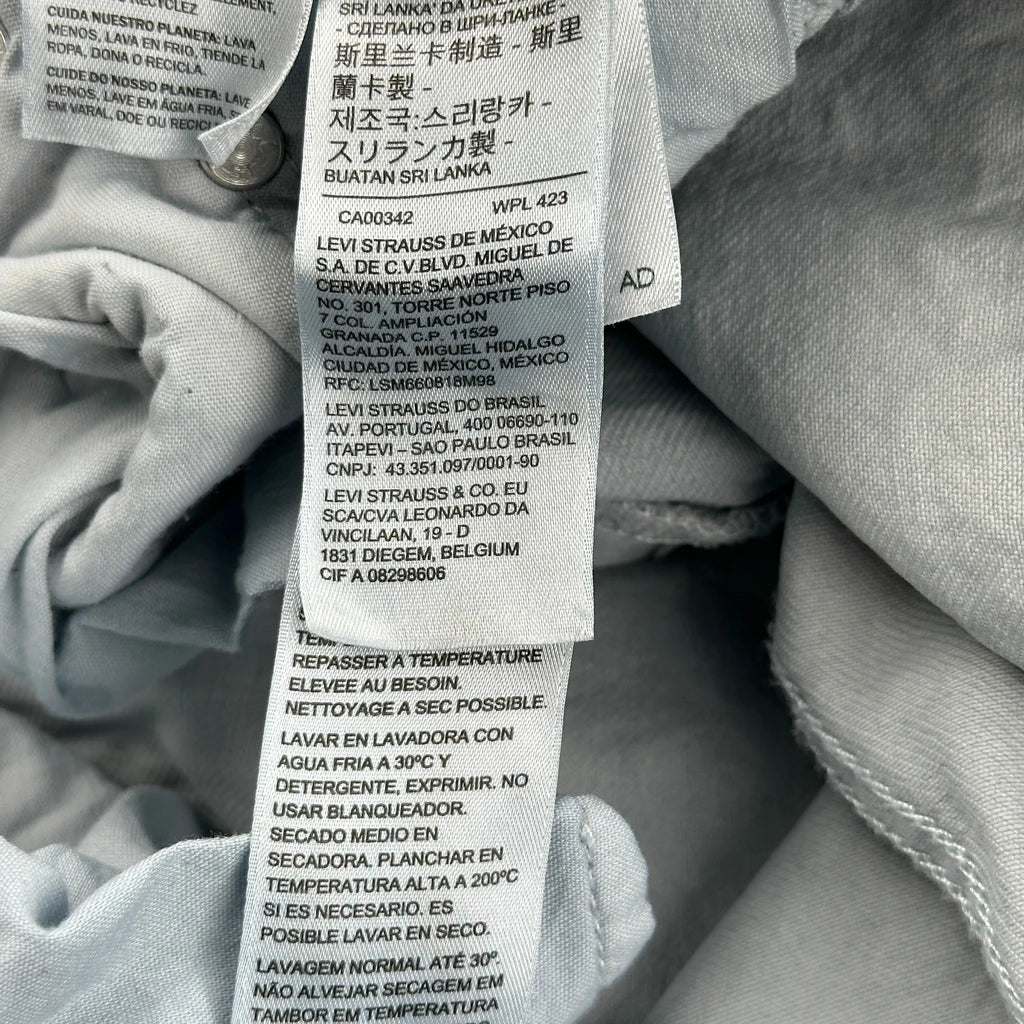 CUIDA NUESTRO PLANETA: LAVA
MENOS, LAVA EN FRIO, TIENDE LA
ROPA, DONA O RECICLA.
CUIDE DO NOSSO PLANETA: LAVE
MENOS, LAVE EM ÁGUA FRIA,
EM VARAL, DOE OU
SRI LANKA' DA
- СДЕЛАНО В ШРИ-ЛАНКЕ -
斯里兰卡制造 - 斯里
蘭卡製 -
제조국:스리랑카 -
スリランカ製 -
BUATAN SRI LANKA
CA00342 WPL 423
LEVI STRAUSS DE MÉXICO
S.A. DE C.V.BLVD. MIGUEL DE
CERVANTES SAAVEDRA
NO. 301, TORRE NORTE PISO
7 COL. AMPLIACIÓN
GRANADA C.P. 11529
ALCALDÍA. MIGUEL HIDALGO
CIUDAD DE MÉXICO, MÉXICO
RFC: LSM660818M98
LEVI STRAUSS DO BRASIL
AV. PORTUGAL, 400 06690-110
ITAPEVI – SAO PAULO BRASIL
CNPJ: 43.351.097/0001-90
LEVI STRAUSS & CO. EU
SCA/CVA LEONARDO DA
VINCILAAN, 19 - D
1831 DIEGEM, BELGIUM
CIF A 08298606
AD
REPASSER A TEMPERATURE
ELEVEE AU BESOIN.
NETTOYAGE A SEC POSSIBLE.
LAVAR EN LAVADORA CON
AGUA FRIA A 30ºC Y
DETERGENTE, EXPRIMIR. NO
USAR BLANQUEADOR.
SECADO MEDIO EN
SECADORA. PLANCHAR EN
TEMPERATURA ALTA A 200ºC
SI ES NECESARIO. ES
POSIBLE LAVAR EN SECO.
LAVAGEM NORMAL ATÉ 30º.
NÃO ALVEJAR SECAGEM EM
TAMBOR EM TEMPERATURA